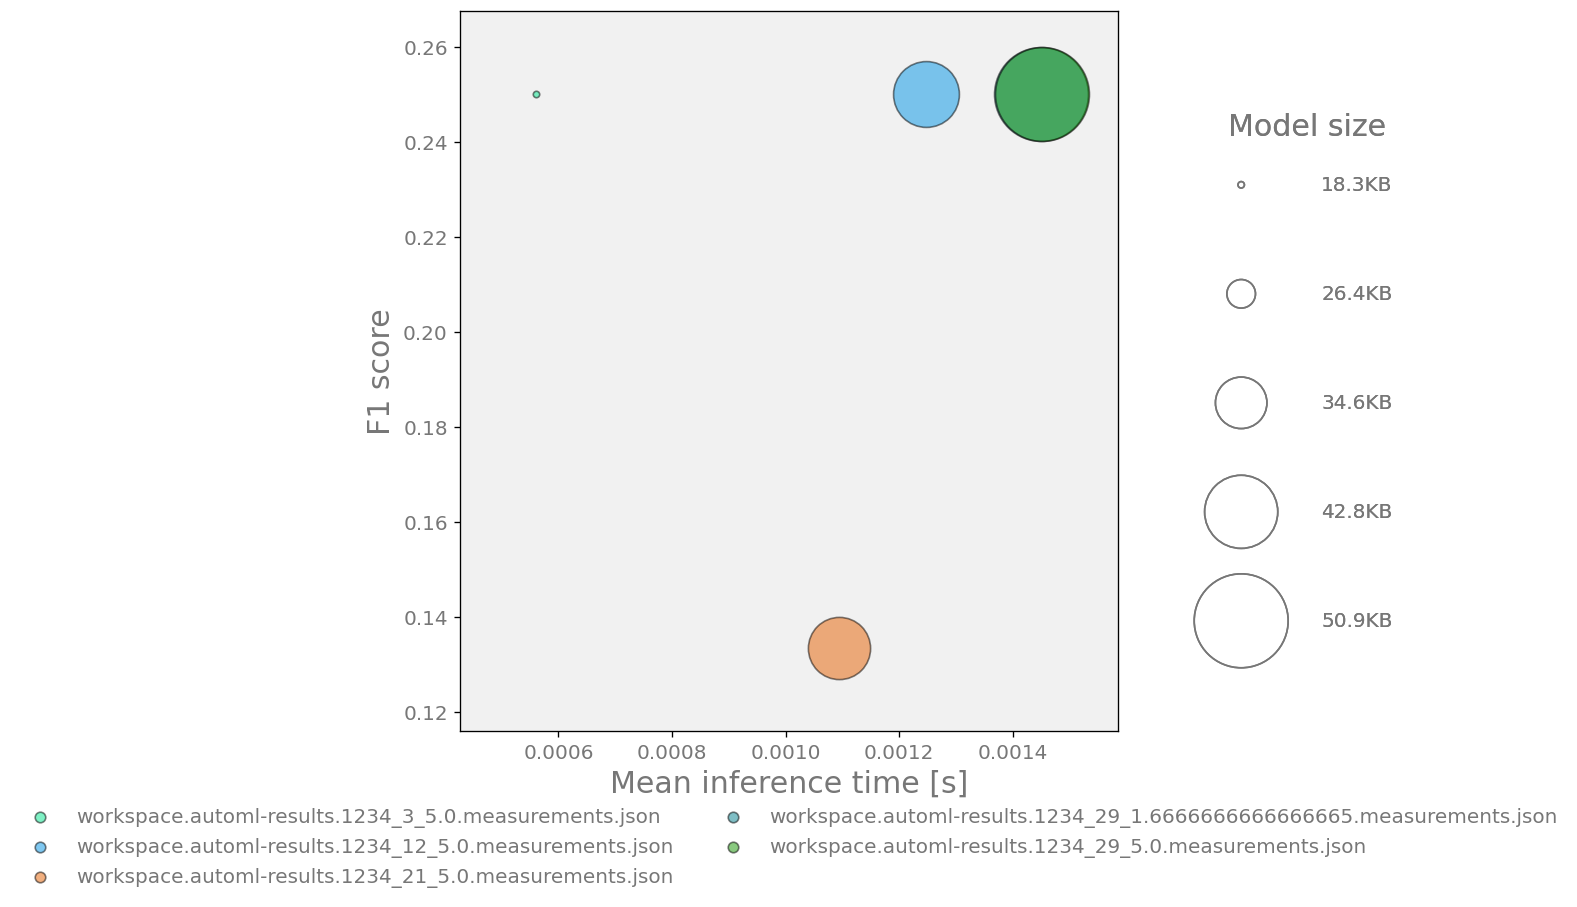 0.26
0.24
0.22
0.20
0.18
0.16
0.14
0.12
F1 score
0.0006
0.0008
0.0010
0.0012
0.0014
Mean inference time [s]
Model size
18.3KB
26.4KB
34.6KB
42.8KB
50.9KB
workspace.automl-results.1234_3_5.0.measurements.json
workspace.automl-results.1234_12_5.0.measurements.json
workspace.automl-results.1234_21_5.0.measurements.json
workspace.automl-results.1234_29_1.6666666666666665.measurements.json
workspace.automl-results.1234_29_5.0.measurements.json